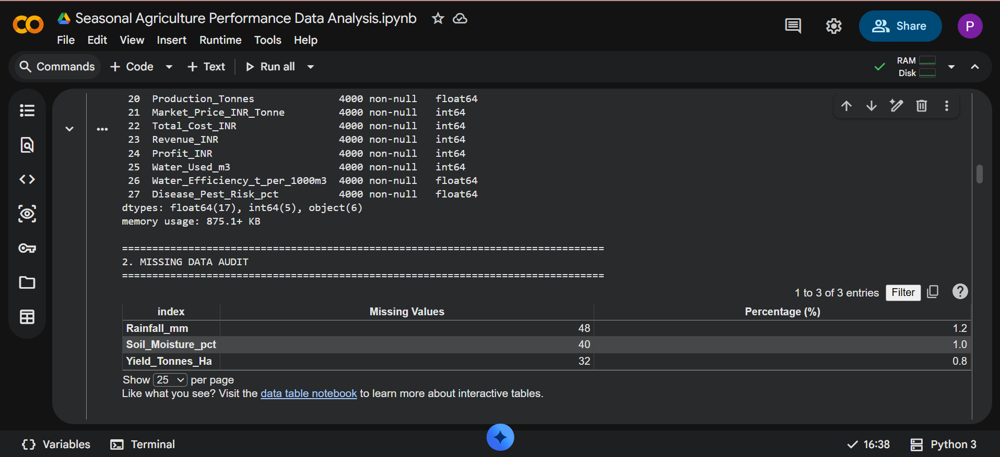 Seasonal Agriculture Performance Data Analysis.ipynb
File Edit View Insert Runtime Tools Help
Share
P
Commands + Code + Text Run all
RAM
Disk
20 Production_Tonnes 4000 non-null float64
21 Market_Price_INR_Tonne 4000 non-null int64
22 Total_Cost_INR 4000 non-null int64
23 Revenue_INR 4000 non-null int64
24 Profit_INR 4000 non-null int64
25 Water_Used_m3 4000 non-null int64
26 Water_Efficiency_t_per_1000m3 4000 non-null float64
27 Disease_Pest_Risk_pct 4000 non-null float64
dtypes: float64(17), int64(5), object(6)
memory usage: 875.1+ KB
================================================================================
2. MISSING DATA AUDIT
================================================================================
1 to 3 of 3 entries Filter
index Missing Values Percentage (%)
Rainfall_mm 48 1.2
Soil_Moisture_pct 40 1.0
Yield_Tonnes_Ha 32 0.8
Show 25 per page
Like what you see? Visit the data table notebook to learn more about interactive tables.
Variables Terminal
16:38 Python 3